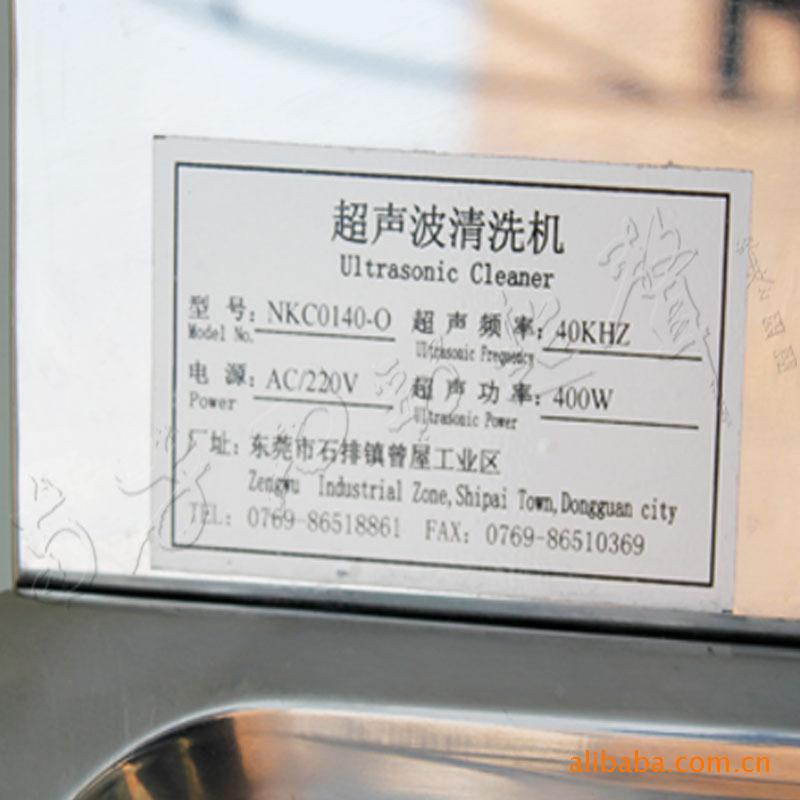 超声波清洗机
Ultrasonic Cleaner
型 号: NKC0140-O 超 声 频 率: 40KHZ
Model No. Ultrasonic Frequency
电 源: AC/220V 超 声 功 率: 400W
Power Ultrasonic Power
厂址: 东莞市石排镇曾屋工业区
Zengwu Industrial Zone,Shipai Town,Dongguan city
TEL: 0769-86518861 FAX: 0769-86510369
alibaba.com.cn